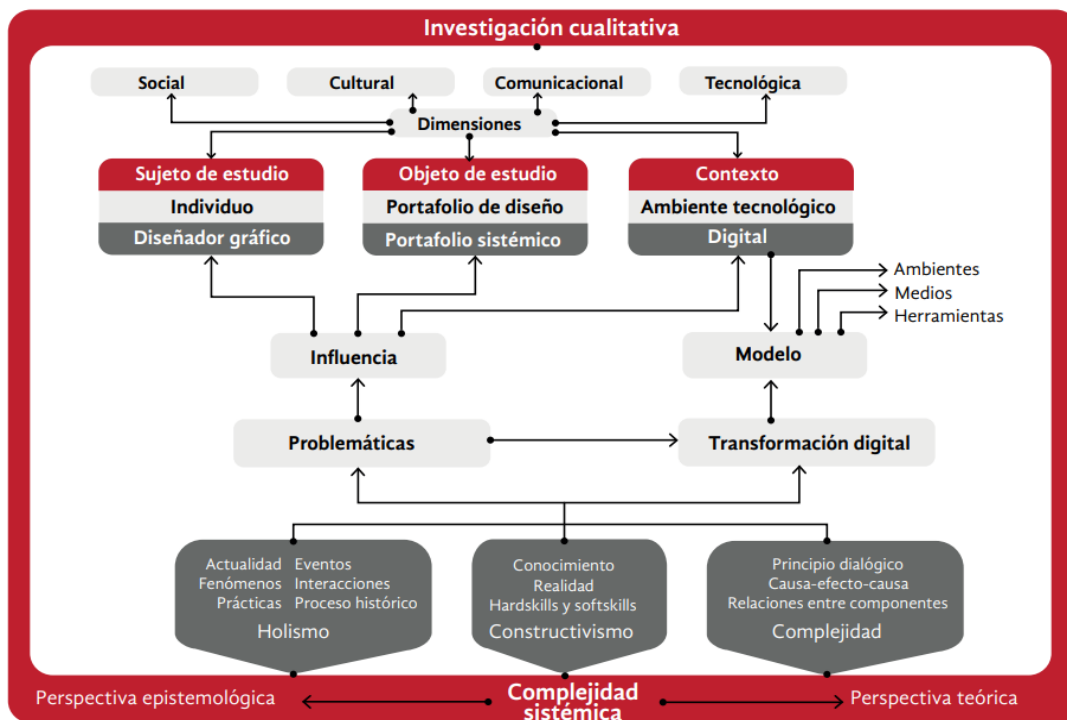 Investigación cualitativa
Social
Cultural
Comunicacional
Tecnológica
Dimensiones
Sujeto de estudio
Individuo
Diseñador gráfico
Objeto de estudio
Portafolio de diseño
Portafolio sistémico
Contexto
Ambiente tecnológico
Digital
Ambientes
Medios
Herramientas
Influencia
Modelo
Problemáticas
Transformación digital
Actualidad Eventos
Fenómenos Interacciones
Prácticas Proceso histórico
Holismo
Conocimiento
Realidad
Hardskills y softskills
Constructivismo
Principio dialógico
Causa-efecto-causa
Relaciones entre componentes
Complejidad
Perspectiva epistemológica
Complejidad
sistémica
Perspectiva teórica